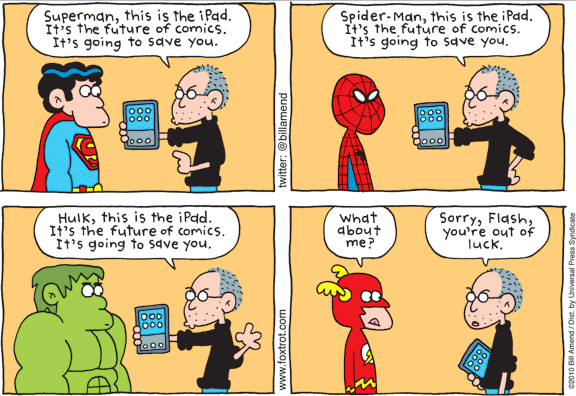 Superman, this is the iPad.
It's the future of comics.
It's going to save you.
Spider-Man, this is the iPad.
It's the future of comics.
It's going to save you.
twitter: @billamend
Hulk, this is the iPad.
It's the future of comics.
It's going to save you.
www.foxtrot.com
What
about
me?
Sorry, Flash,
you're out of
luck.
©2010 Bill Amend / Dist. by Universal Press Syndicate